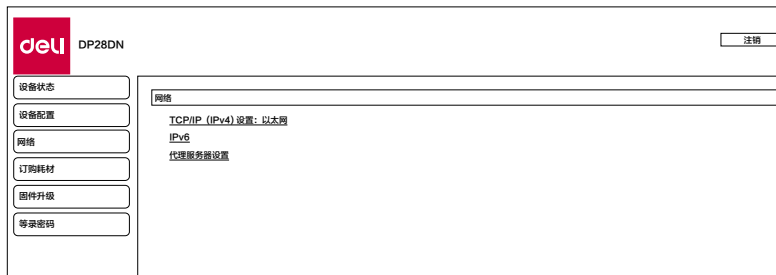 deli DP28DN
注销
设备状态
设备配置
网络
订购耗材
固件升级
等录密码
网络
TCP/IP（IPv4）设置：以太网
IPv6
代理服务器设置